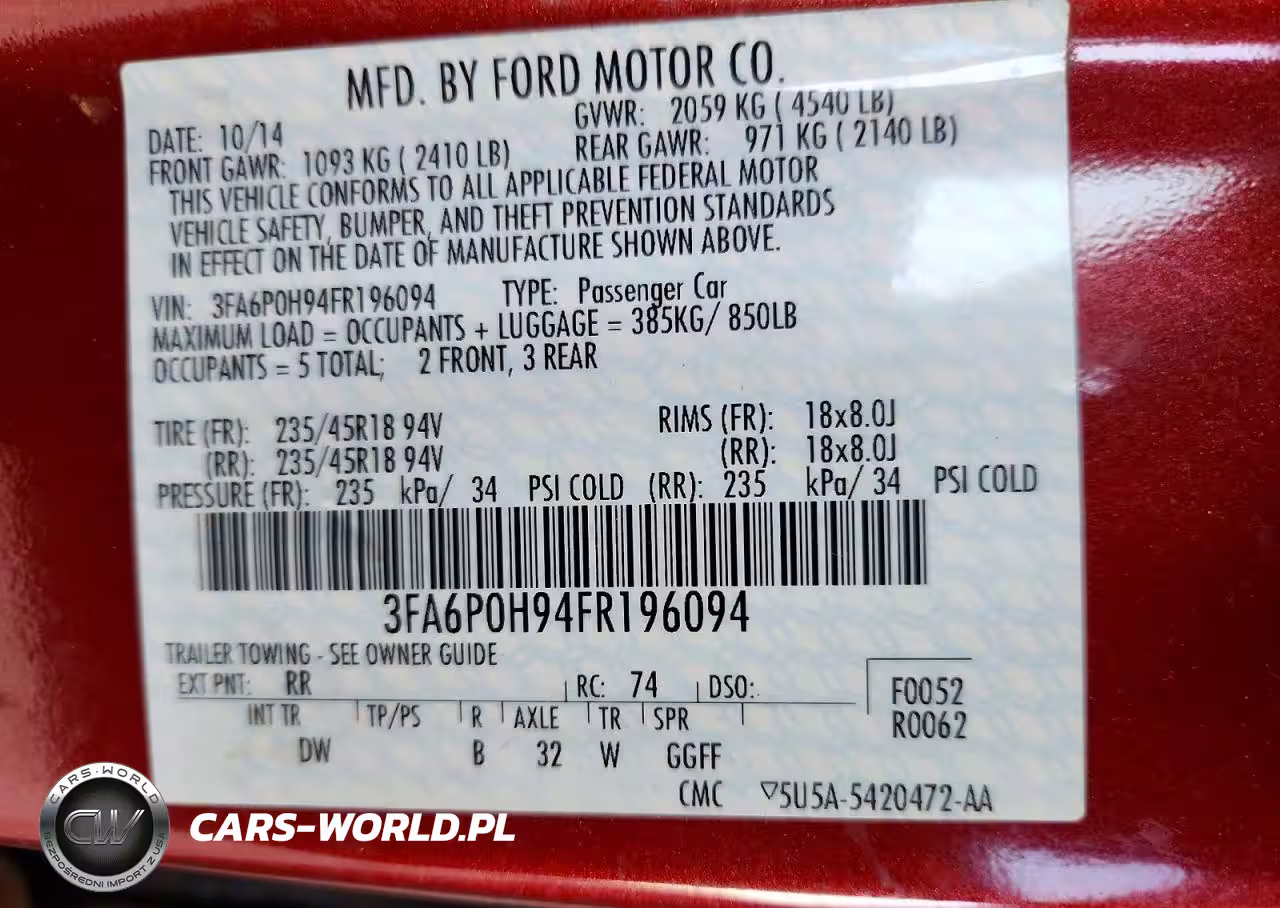 MFD. BY FORD MOTOR CO.
DATE: 10/14 GVWR: 2059 KG ( 4540 LB)
FRONT GAWR: 1093 KG ( 2410 LB) REAR GAWR: 971 KG ( 2140 LB)
THIS VEHICLE CONFORMS TO ALL APPLICABLE FEDERAL MOTOR
VEHICLE SAFETY, BUMPER, AND THEFT PREVENTION STANDARDS
IN EFFECT ON THE DATE OF MANUFACTURE SHOWN ABOVE.
VIN: 3FA6P0H94FR196094 TYPE: Passenger Car
MAXIMUM LOAD = OCCUPANTS + LUGGAGE = 385KG/ 850LB
OCCUPANTS = 5 TOTAL; 2 FRONT, 3 REAR
TIRE (FR): 235/45R18 94V RIMS (FR): 18x8.0J
(RR): 235/45R18 94V (RR): 18x8.0J
PRESSURE (FR): 235 kPa/ 34 PSI COLD (RR): 235 kPa/ 34 PSI COLD
3FA6P0H94FR196094
TRAILER TOWING - SEE OWNER GUIDE
EXT PNT: RR RC: 74 DSO: F0052
INT TR TP/PS R AXLE TR SPR R0062
DW B 32 W GGFF
CMC ▽5U5A-5420472-AA
CARS-WORLD
CW
BEZPOŚREDNI IMPORT Z USA
CARS-WORLD.PL